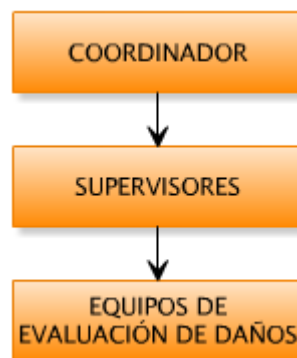 COORDINADOR
SUPERVISORES
EQUIPOS DE
EVALUACIÓN DE DAÑOS